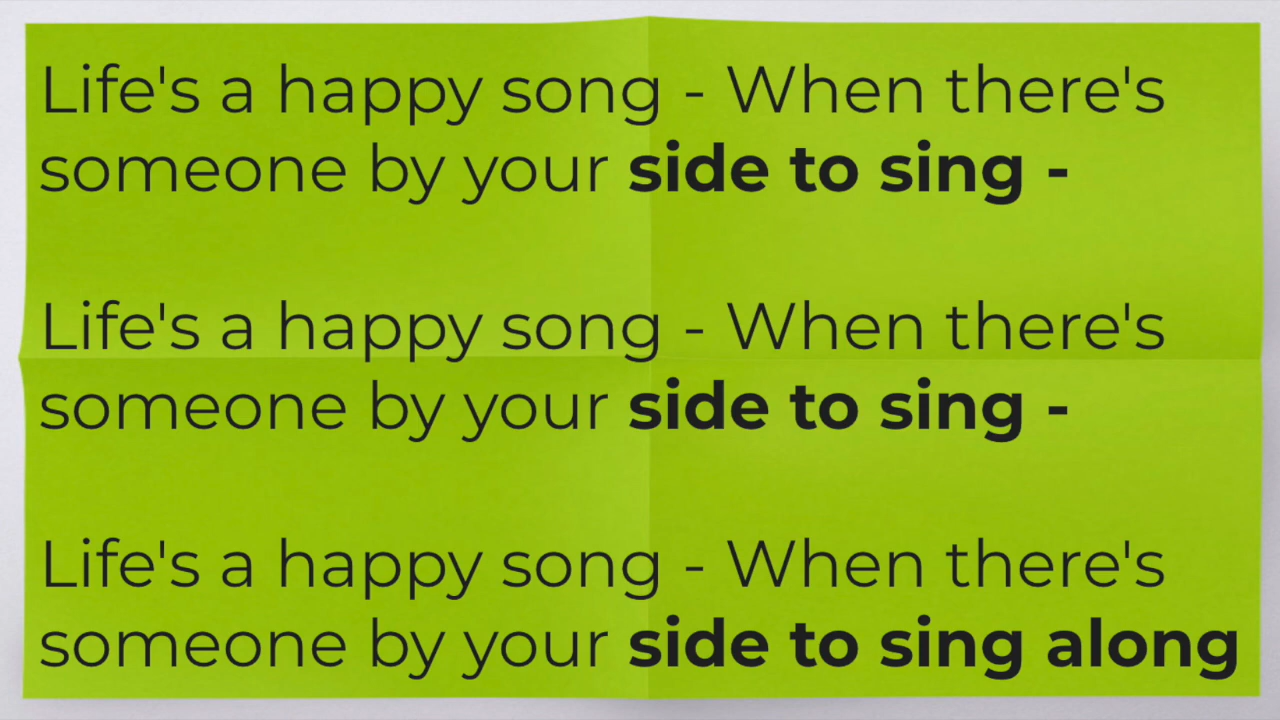 Life's a happy song - When there's
someone by your side to sing -
Life's a happy song - When there's
someone by your side to sing -
Life's a happy song - When there's
someone by your side to sing along